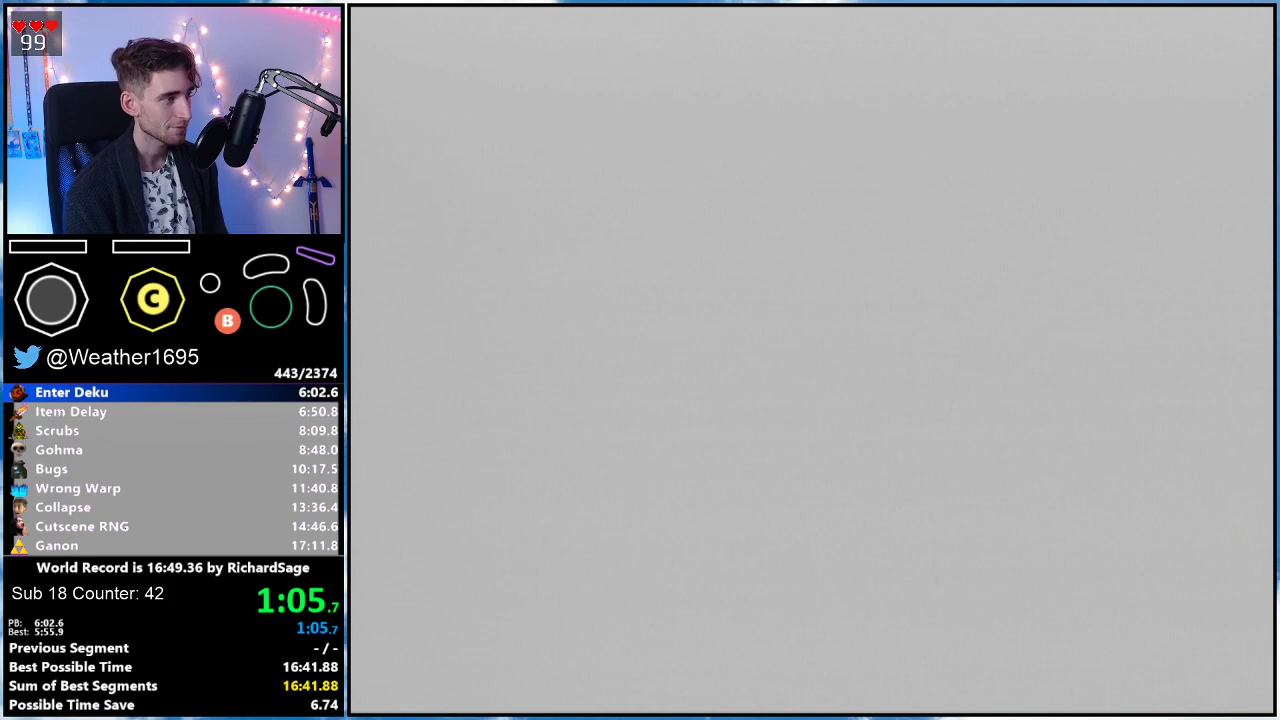 99
C
B
@Weather1695
443/2374
Enter Deku 6:02.6
Item Delay 6:50.8
Scrubs 8:09.8
Gohma 8:48.0
Bugs 10:17.5
Wrong Warp 11:40.8
Collapse 13:36.4
Cutscene RNG 14:46.6
Ganon 17:11.8
World Record is 16:49.36 by RichardSage
Sub 18 Counter: 42
1:05.7
PB: 6:02.6
Best: 5:55.9
1:05.7
Previous Segment - / -
Best Possible Time 16:41.88
Sum of Best Segments 16:41.88
Possible Time Save 6.74